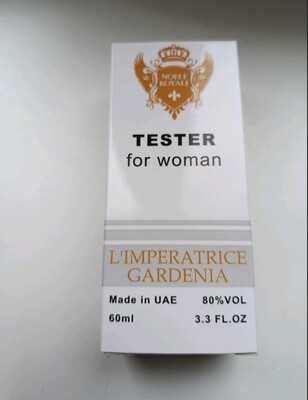 NOBLE
ROYALE
TESTER
for woman
L'IMPERATRICE
GARDENIA
Made in UAE 80%VOL
60ml 3.3 FL.OZ